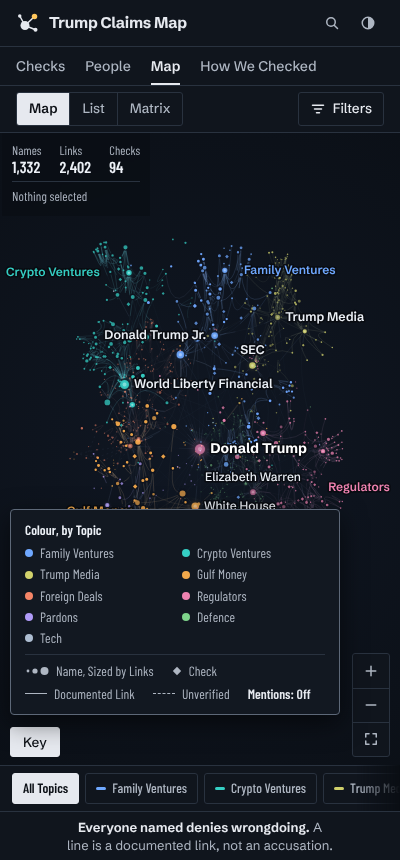 Trump Claims Map
Checks People Map How We Checked
Map List Matrix Filters
Names Links Checks
1,332 2,402 94
Nothing selected
Crypto Ventures
Family Ventures
Trump Media
Donald Trump Jr.
SEC
World Liberty Financial
Donald Trump
Elizabeth Warren
Regulators
White House
Colour, by Topic
Family Ventures Crypto Ventures
Trump Media Gulf Money
Foreign Deals Regulators
Pardons Defence
Tech
Name, Sized by Links Check
Documented Link Unverified Mentions: Off
Key
All Topics Family Ventures Crypto Ventures Trump
Everyone named denies wrongdoing. A
line is a documented link, not an accusation.